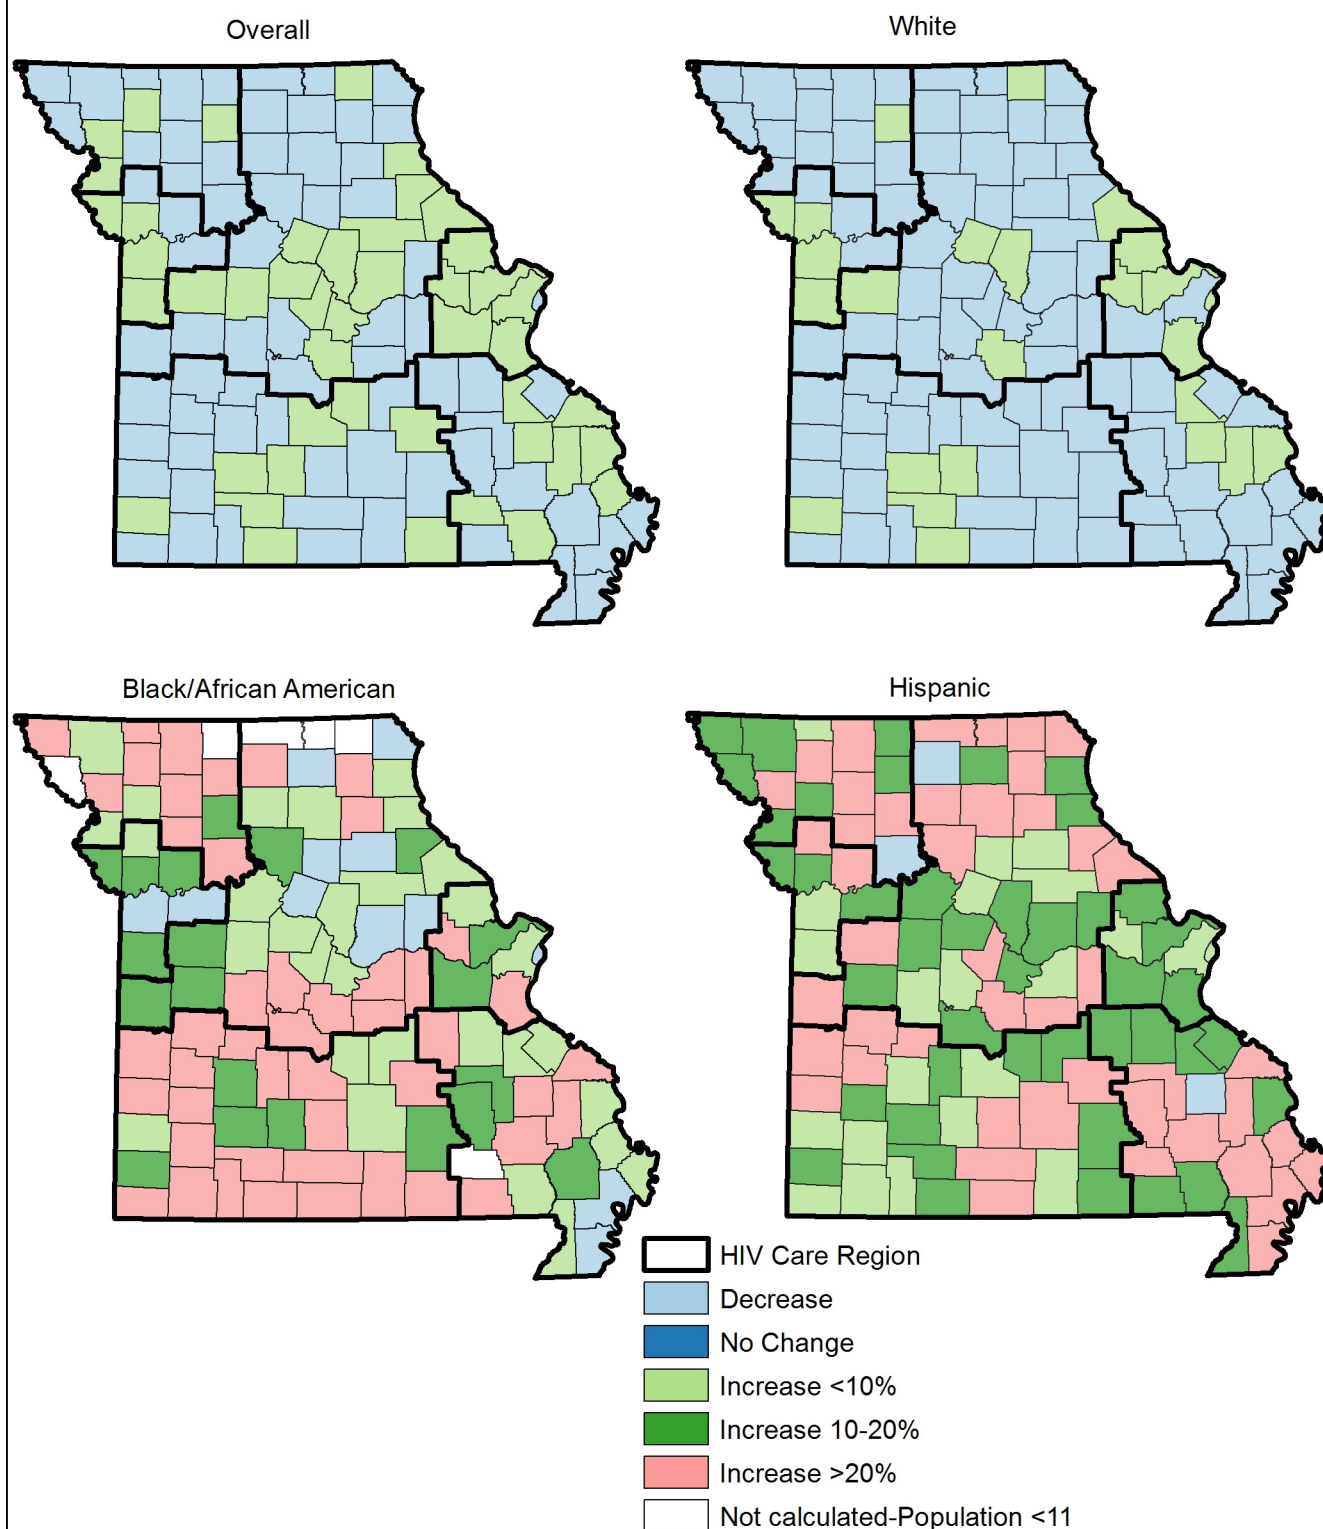 Overall
White
Black/African American
Hispanic
HIV Care Region
Decrease
No Change
Increase <10%
Increase 10-20%
Increase >20%
Not calculated-Population <11